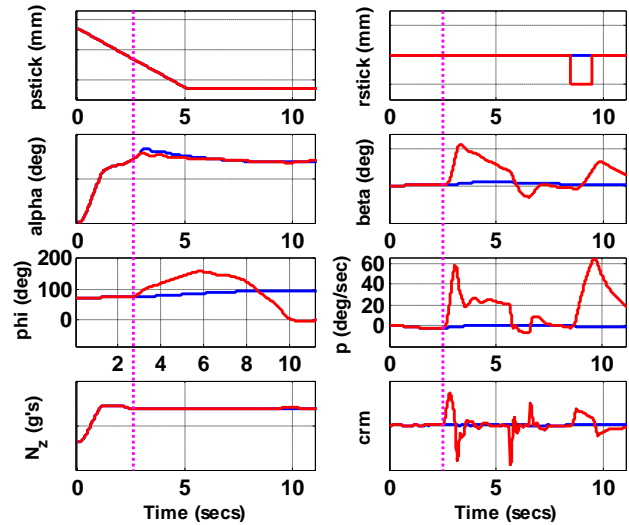 pstick (mm)
0 5 10
rstick (mm)
0 5 10
alpha (deg)
0 5 10
beta (deg)
0 5 10
phi (deg)
200
100
0
2 4 6 8 10
p (deg/sec)
60
40
20
0
0 5 10
N_z (g's)
0 5 10
Time (secs)
crm
0 5 10
Time (secs)